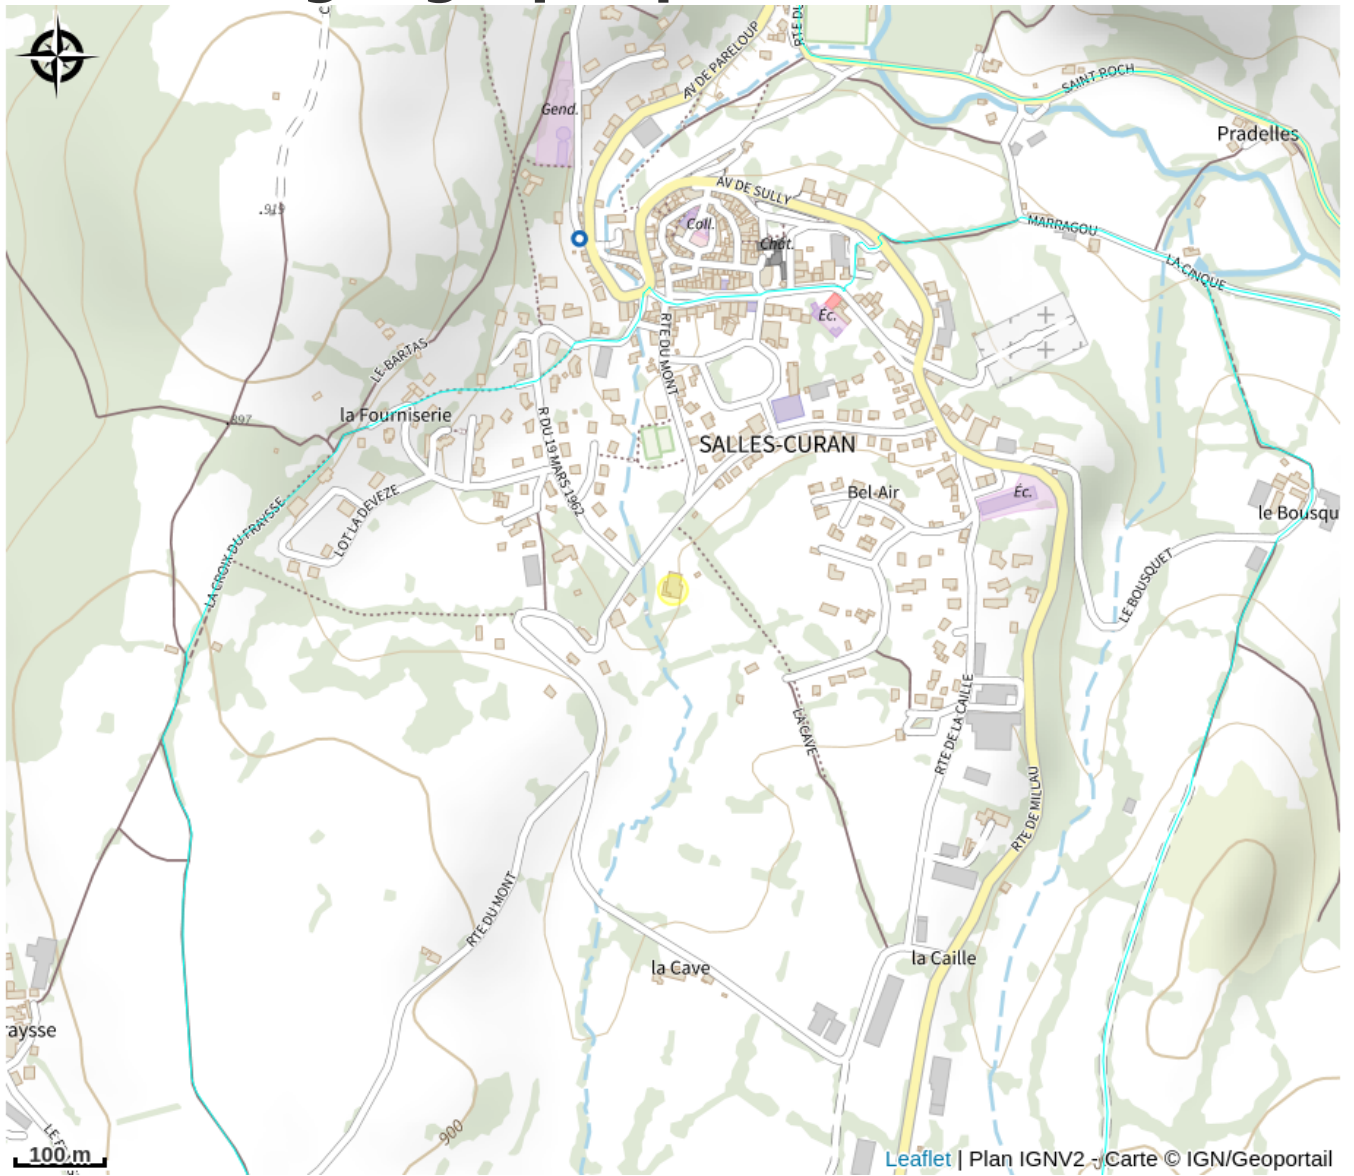 AV DE PARELOUP
RTE DU
Gend.
SAINT ROCH
Pradelles
.919
AV DE SULLY
Coll.
Chât.
MARRAGOU
LA CINQUE
Éc.
RTE DU MONT
LE BARTAS
la Fourniserie
897
R DU 19 MARS 1962
SALLES-CURAN
Bel-Air
Éc.
le Bousqu
LOT LA DEVEZE
LA CROIX DU FRAYSSE
LE BOUSQUET
LA CAVE
RTE DE LA CAILLE
RTE DE MILLAU
RTE DU MONT
la Cave
la Caille
raysse
900
LE F
100 m
Leaflet | Plan IGNV2 - Carte © IGN/Geoportail